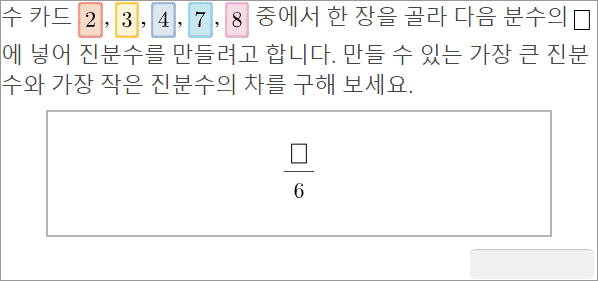 수 카드 2, 3, 4, 7, 8 중에서 한 장을 골라 다음 분수의 □
에 넣어 진분수를 만들려고 합니다. 만들 수 있는 가장 큰 진분
수와 가장 작은 진분수의 차를 구해 보세요.
□
6